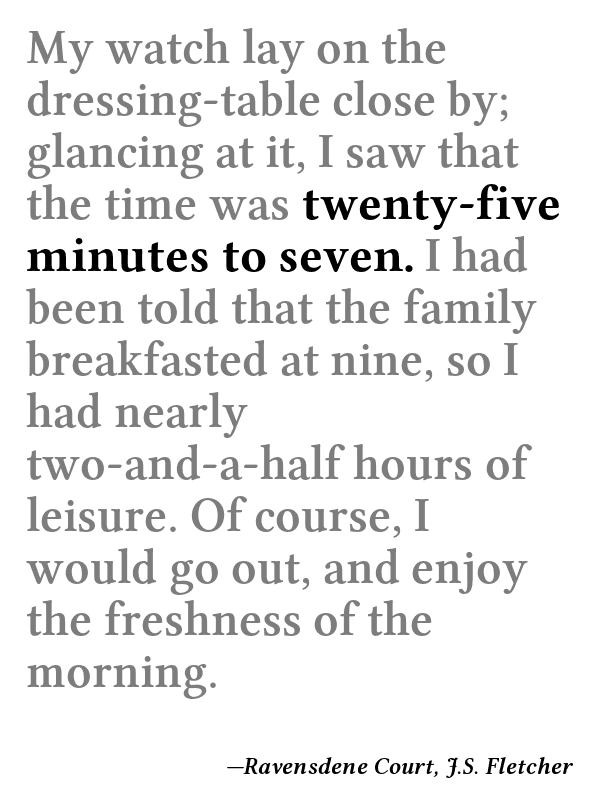 My watch lay on the
dressing-table close by;
glancing at it, I saw that
the time was twenty-five
minutes to seven. I had
been told that the family
breakfasted at nine, so I
had nearly
two-and-a-half hours of
leisure. Of course, I
would go out, and enjoy
the freshness of the
morning.
—Ravensdene Court, J.S. Fletcher